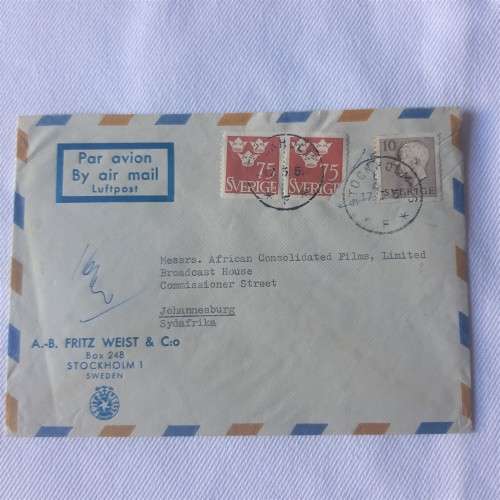 Par avion
By air mail
Luftpost
75
SVERIGE
75
SVERIGE
10
SVERIGE
STOCKHOLM
Messrs. African Consolidated Films, Limited
Broadcast House
Commissioner Street
Johannesburg
Sydafrika
A.-B. FRITZ WEIST & C:o
Box 248
STOCKHOLM 1
SWEDEN